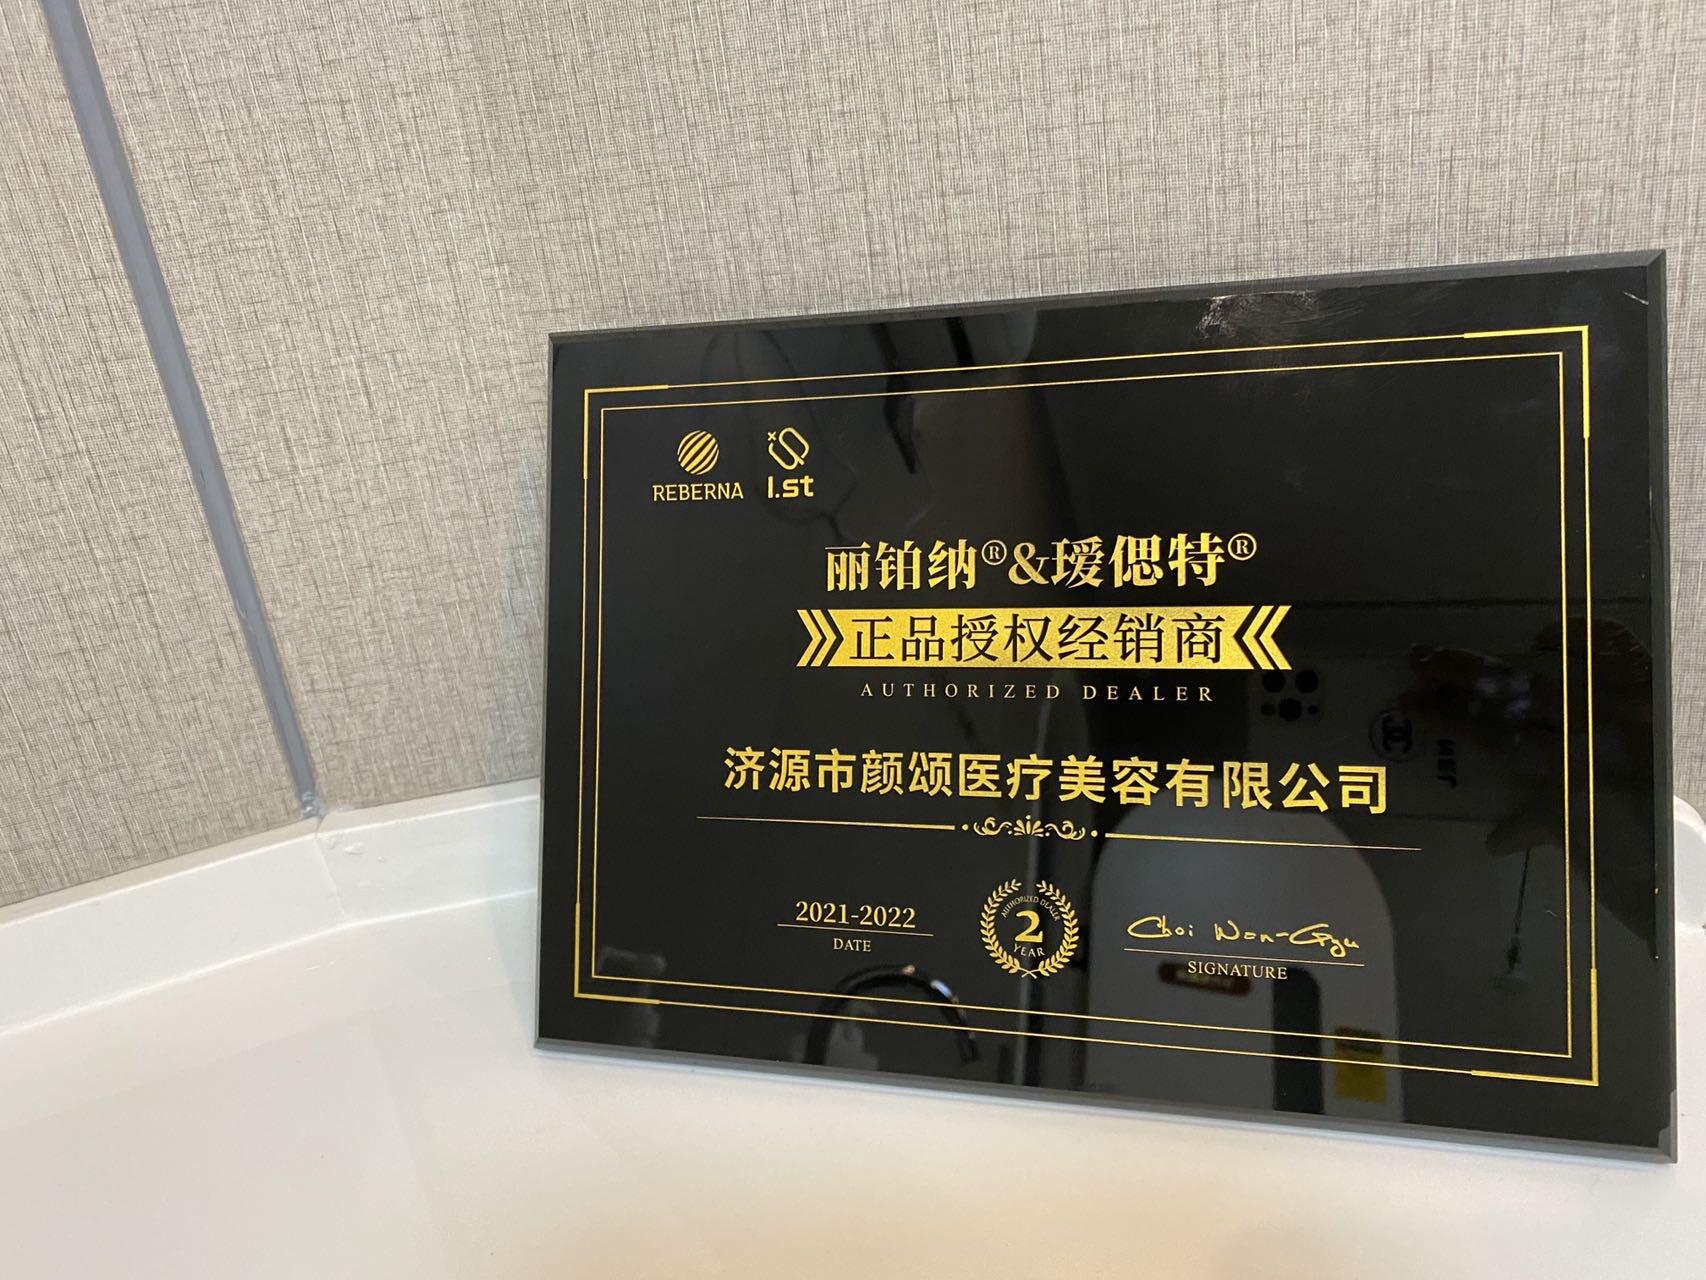 REBERNA I.st
丽铂纳®&瑷偲特®
正品授权经销商
AUTHORIZED DEALER
济源市颜颂医疗美容有限公司
2021-2022
DATE
AUTHORIZED DEALER
2
YEAR
Choi Won-Gyu
SIGNATURE